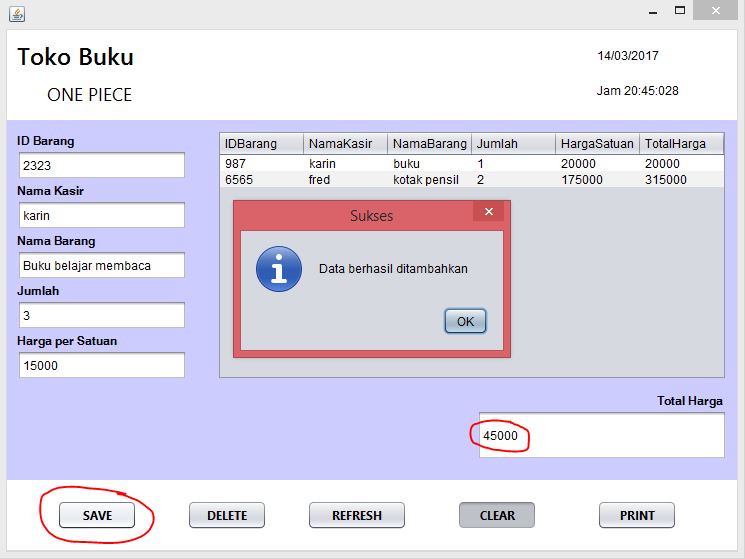 Toko Buku
14/03/2017
ONE PIECE
Jam 20:45:028
ID Barang
2323
Nama Kasir
karin
Nama Barang
Buku belajar membaca
Jumlah
3
Harga per Satuan
15000
IDBarang NamaKasir NamaBarang Jumlah HargaSatuan TotalHarga
987 karin buku 1 20000 20000
6565 fred kotak pensil 2 175000 315000
Sukses
Data berhasil ditambahkan
OK
Total Harga
45000
SAVE DELETE REFRESH CLEAR PRINT